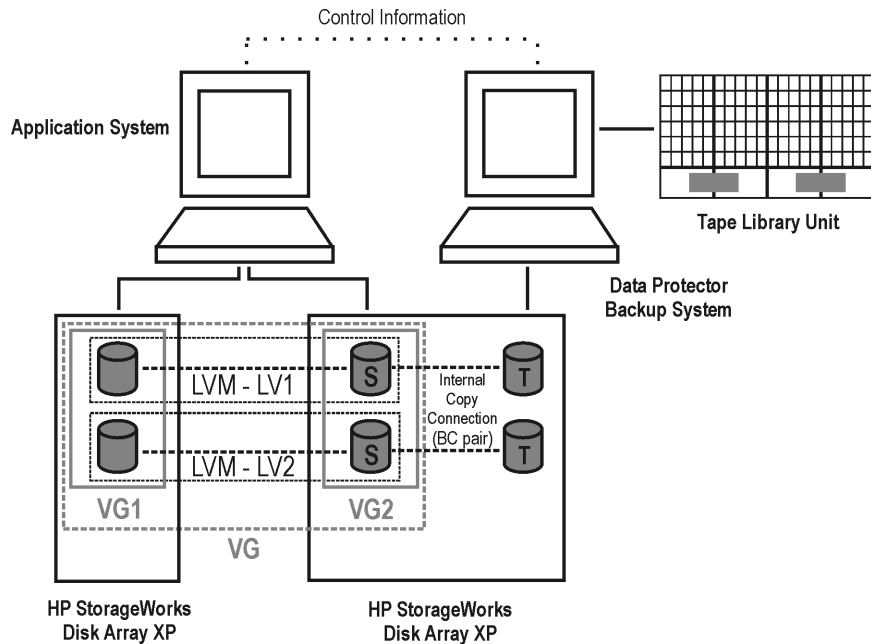 Control Information
Application System
Tape Library Unit
Data Protector
Backup System
S
T
LVM - LV1
Internal
Copy
Connection
(BC pair)
S
T
LVM - LV2
VG1
VG2
VG
HP StorageWorks
Disk Array XP
HP StorageWorks
Disk Array XP